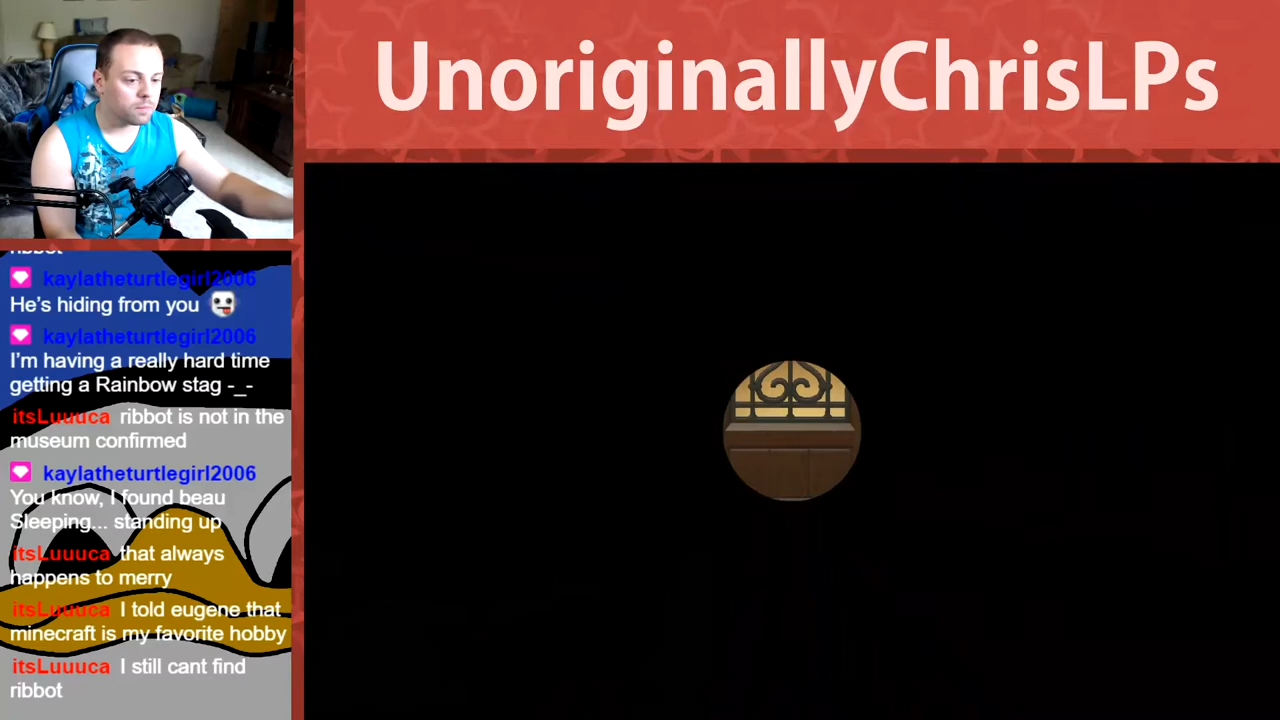 UnoriginallyChrisLPs
ribbot
kaylatheturtlegirl2006
He's hiding from you
kaylatheturtlegirl2006
I'm having a really hard time
getting a Rainbow stag -_-
itsLuuuca ribbot is not in the
museum confirmed
kaylatheturtlegirl2006
You know, I found beau
Sleeping... standing up
itsLuuuca that always
happens to merry
itsLuuuca I told eugene that
minecraft is my favorite hobby
itsLuuuca I still cant find
ribbot